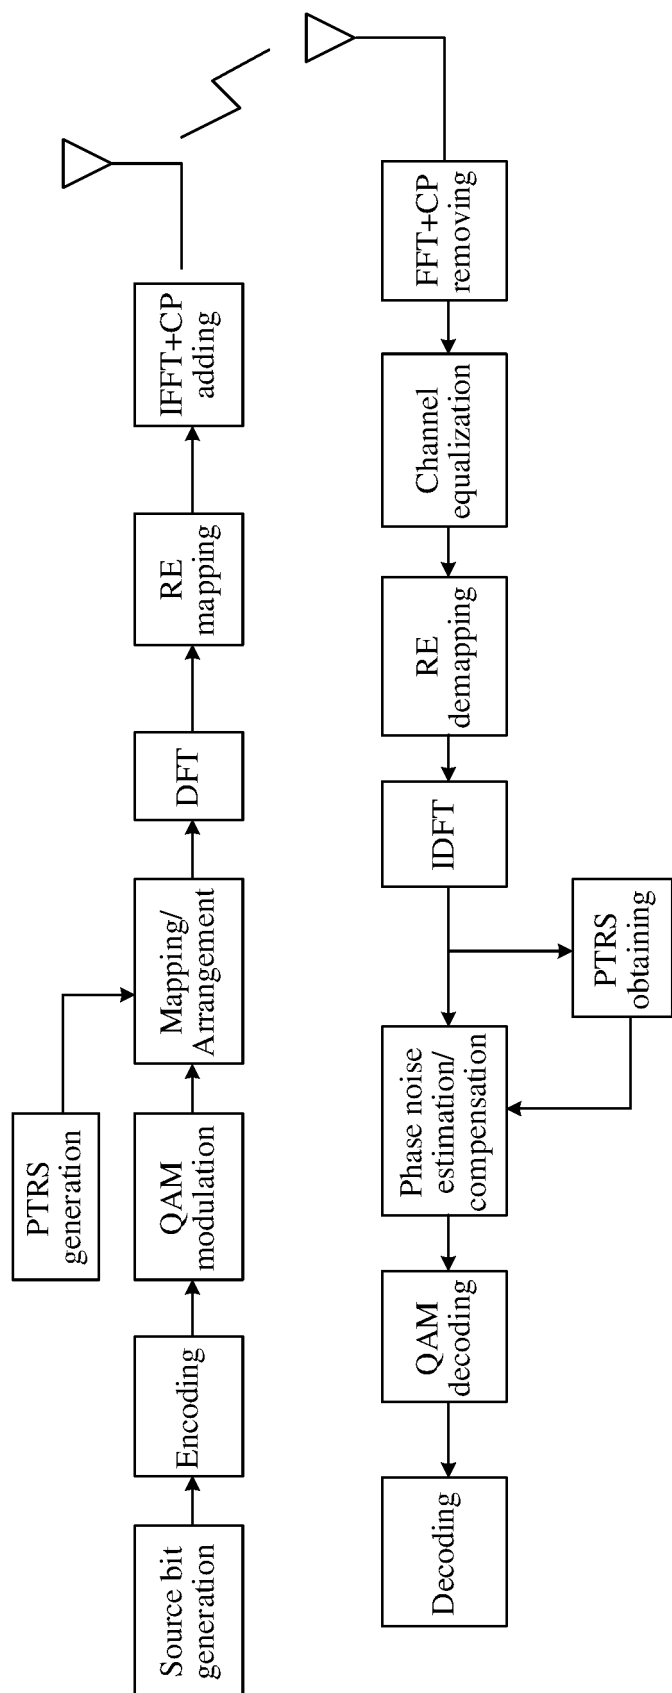 Source bit
generation
Encoding
QAM
modulation
PTRS
generation
Mapping/
Arrangement
DFT
RE
mapping
IFFT+CP
adding
FFT+CP
removing
Channel
equalization
RE
demapping
IDFT
PTRS
obtaining
Phase noise
estimation/
compensation
QAM
decoding
Decoding